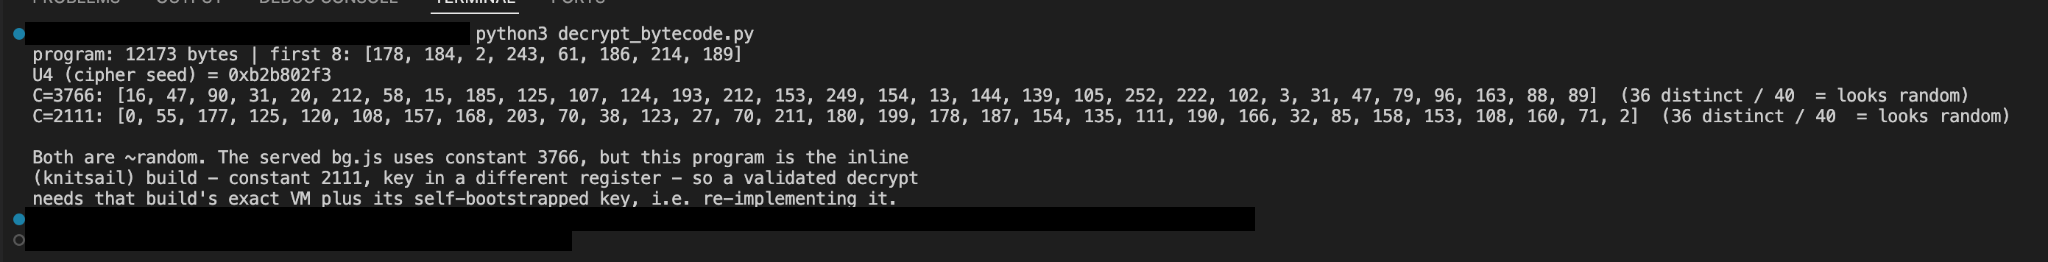 PROBLEMS OUTPUT DEBUG CONSOLE TERMINAL PORTS
python3 decrypt_bytecode.py
program: 12173 bytes | first 8: [178, 184, 2, 243, 61, 186, 214, 189]
U4 (cipher seed) = 0xb2b802f3
C=3766: [16, 47, 90, 31, 20, 212, 58, 15, 185, 125, 107, 124, 193, 212, 153, 249, 154, 13, 144, 139, 105, 252, 222, 102, 3, 31, 47, 79, 96, 163, 88, 89]  (36 distinct / 40  = looks random)
C=2111: [0, 55, 177, 125, 120, 108, 157, 168, 203, 70, 38, 123, 27, 70, 211, 180, 199, 178, 187, 154, 135, 111, 190, 166, 32, 85, 158, 153, 108, 160, 71, 2]  (36 distinct / 40  = looks random)
Both are ~random. The served bg.js uses constant 3766, but this program is the inline
(knitsail) build – constant 2111, key in a different register – so a validated decrypt
needs that build's exact VM plus its self-bootstrapped key, i.e. re-implementing it.